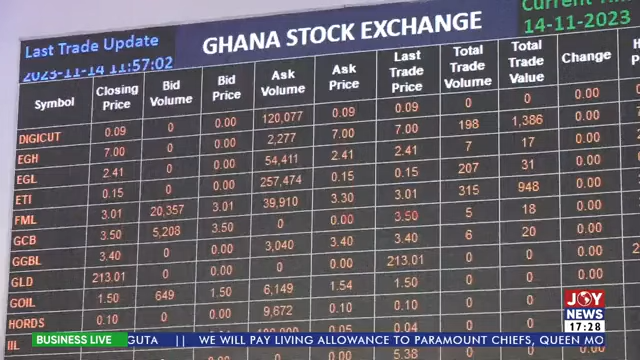 Last Trade Update
2023-11-14 11:57:02
GHANA STOCK EXCHANGE
14-11-2023
Symbol Closing Price Bid Volume Bid Price Ask Volume Ask Price Last Trade Price Total Trade Volume Total Trade Value Change
DIGICUT 0.09 0 0.00 120,077 0.09 0.09 0 0 0.00
EGH 7.00 0 0.00 2,277 7.00 7.00 198 1,386 0.00
EGL 2.41 0 0.00 54,411 2.41 2.41 7 17 0.00
ETI 0.15 0 0.00 257,474 0.15 0.15 207 31 0.00
FML 3.01 20,357 3.01 39,910 3.30 3.01 315 948 0.00
GCB 3.50 5,208 3.50 0 0.00 3.50 5 18 0.00
GGBL 3.40 0 0.00 3,040 3.40 3.40 6 20 0.00
GLD 213.01 0 0.00 0 0.00 213.01 0 0 0.00
GOIL 1.50 649 1.50 6,149 1.54 1.50 0 0 0.00
HORDS 0.10 0 0.00 9,672 0.10 0.10 0 0 0.00
IIL 0.05 0.04
5.38
JOY
NEWS
17:28
BUSINESS LIVE GUTA || WE WILL PAY LIVING ALLOWANCE TO PARAMOUNT CHIEFS, QUEEN MO